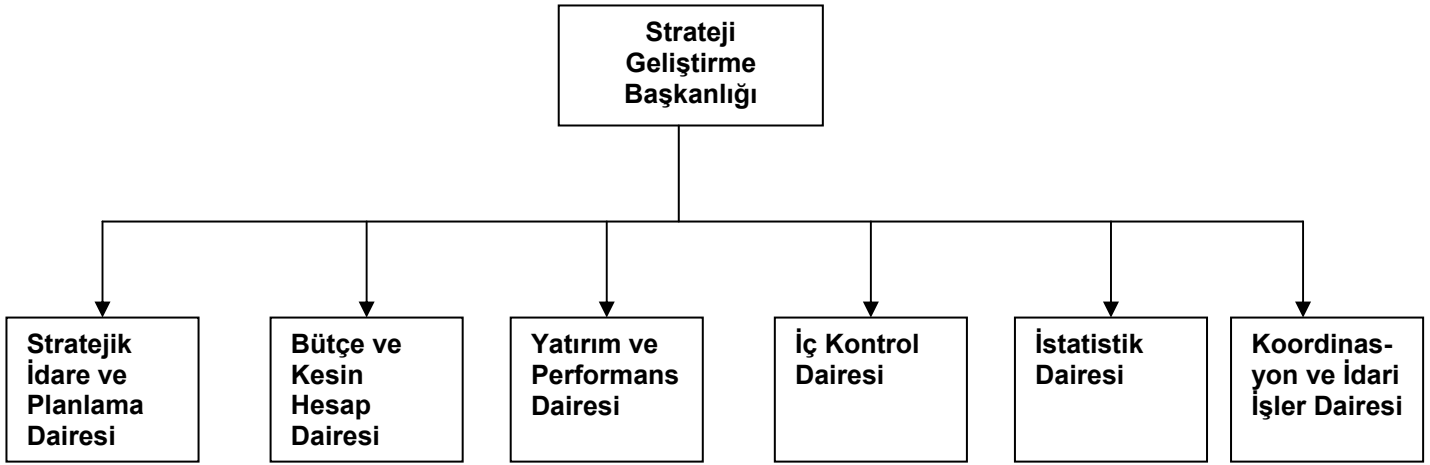 Strateji
Geliştirme
Başkanlığı
Stratejik
İdare ve
Planlama
Dairesi
Bütçe ve
Kesin
Hesap
Dairesi
Yatırım ve
Performans
Dairesi
İç Kontrol
Dairesi
İstatistik
Dairesi
Koordinas-
yon ve İdari
İşler Dairesi